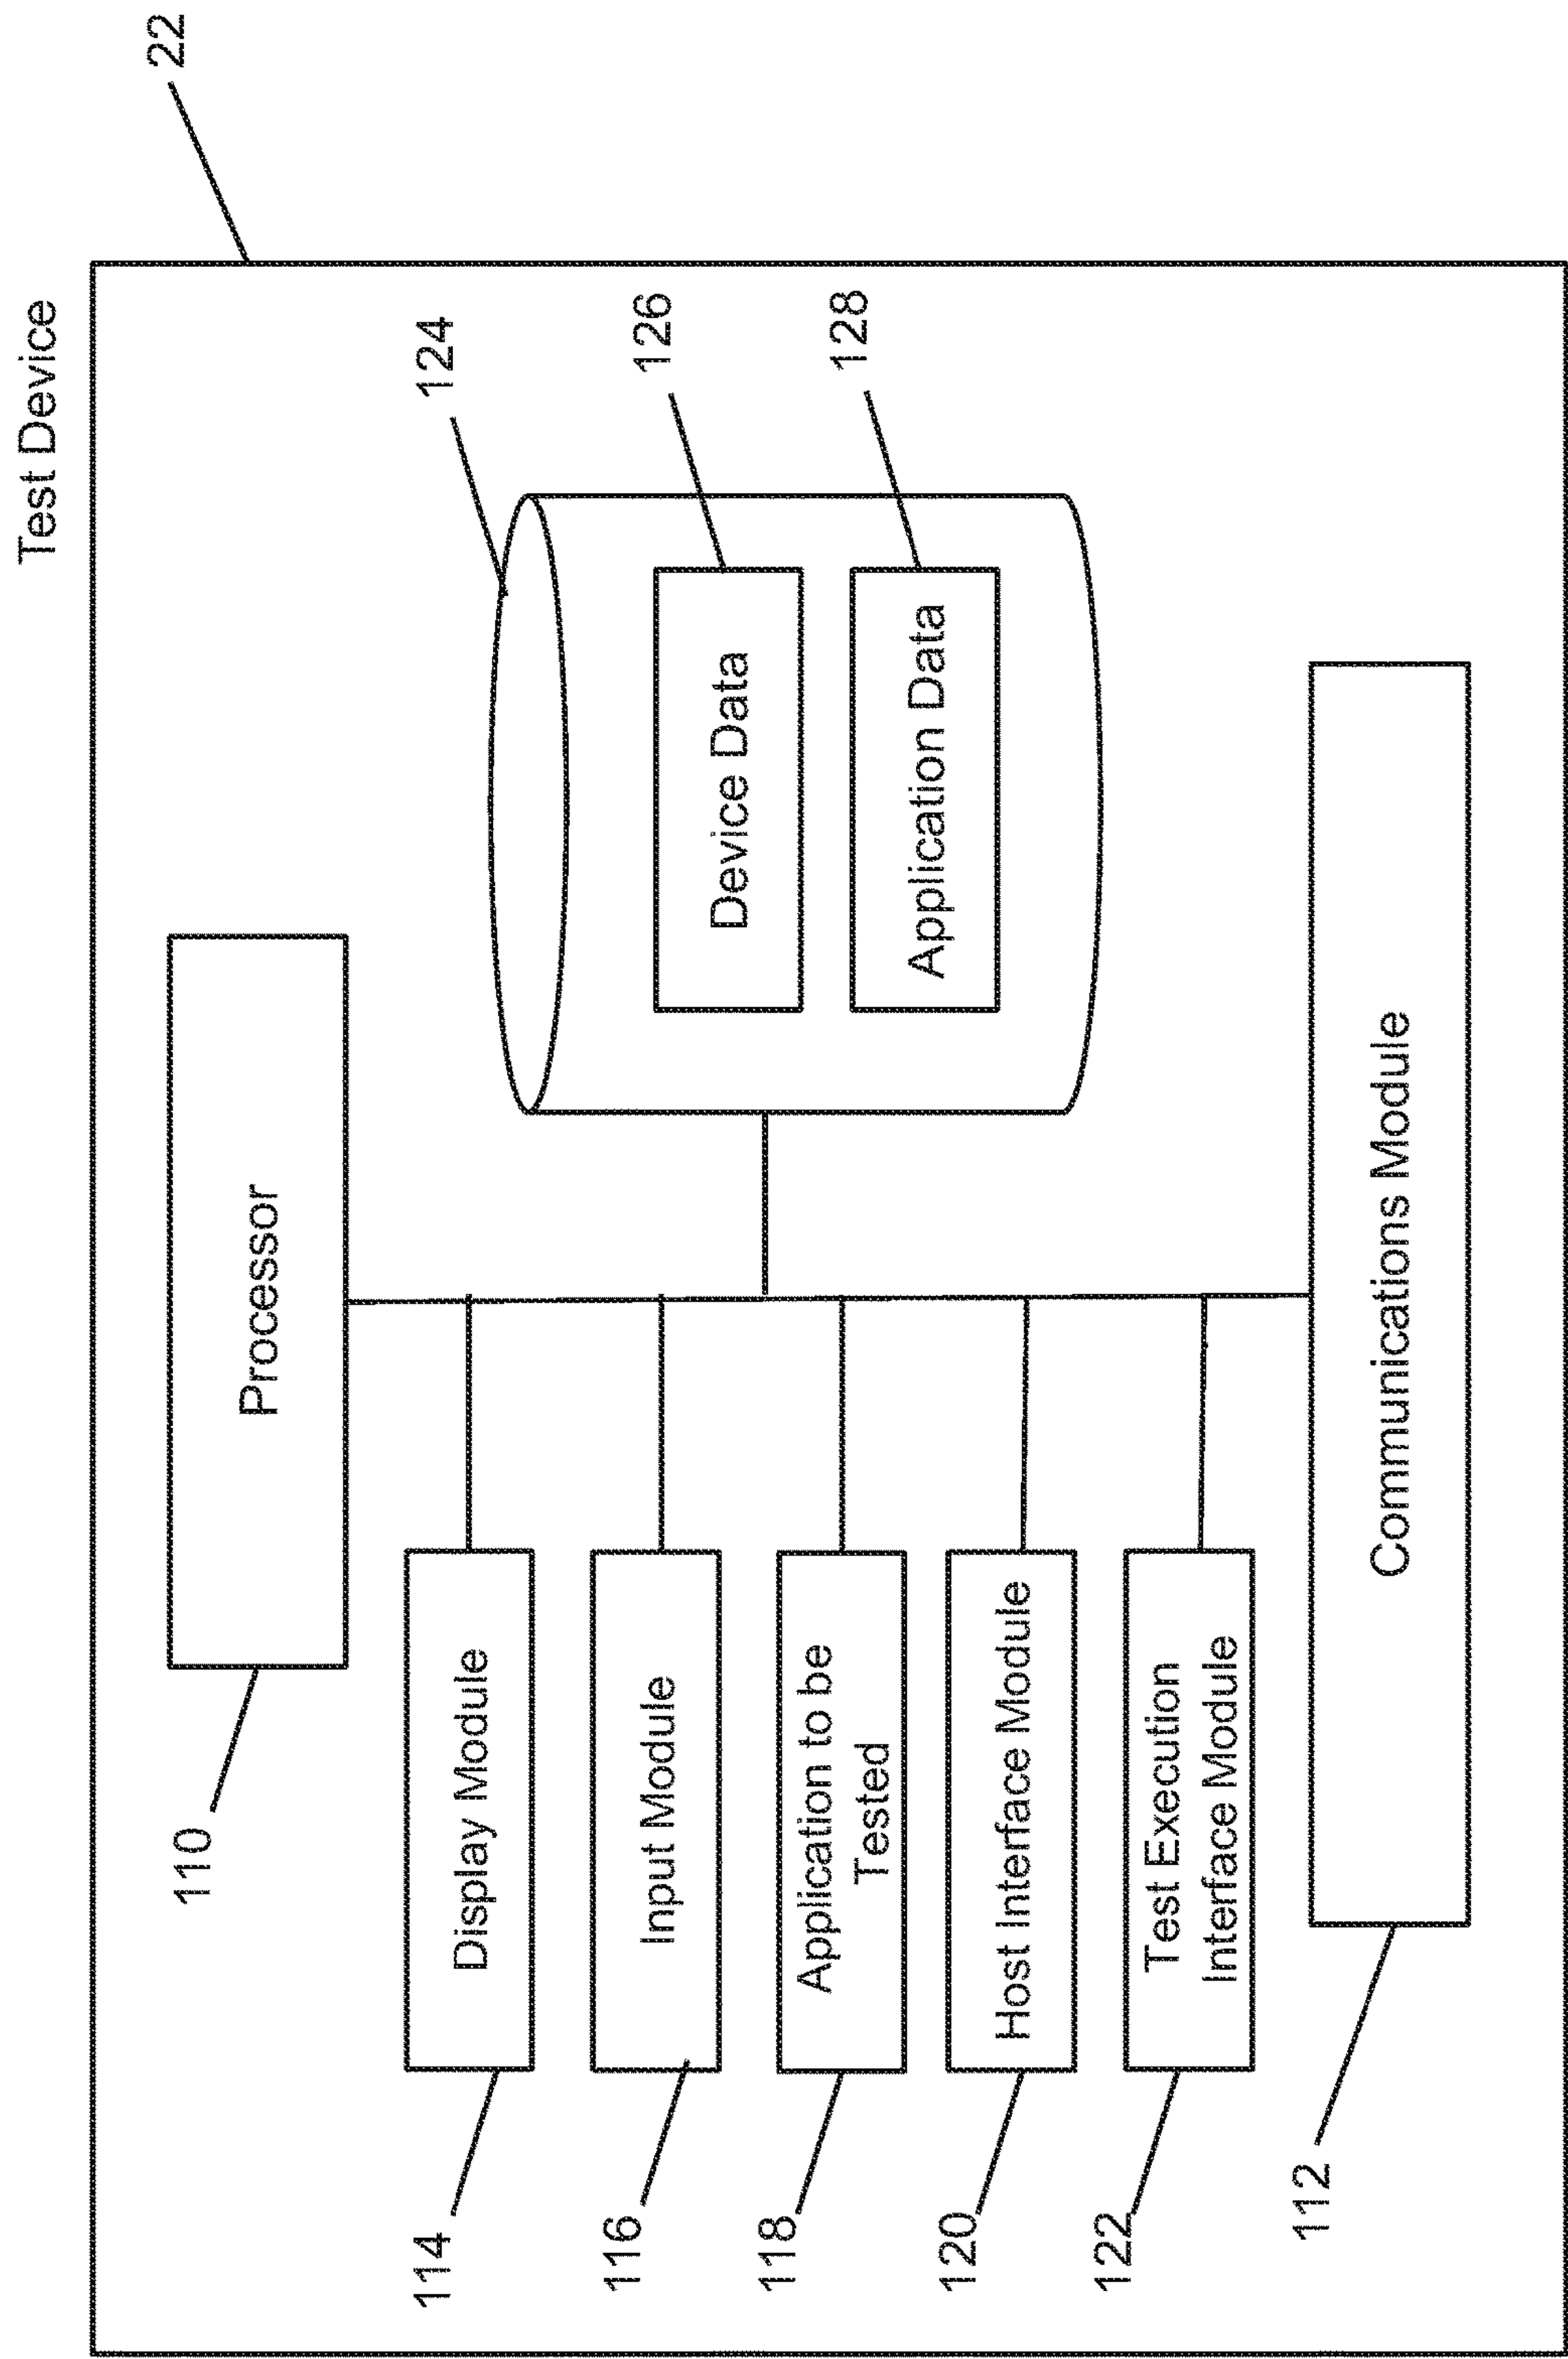 Test Device
22
110
Processor
114
Display Module
124
116
Input Module
Device Data
126
118
Application to be
Tested
Application Data
128
120
Host Interface Module
122
Test Execution
Interface Module
112
Communications Module